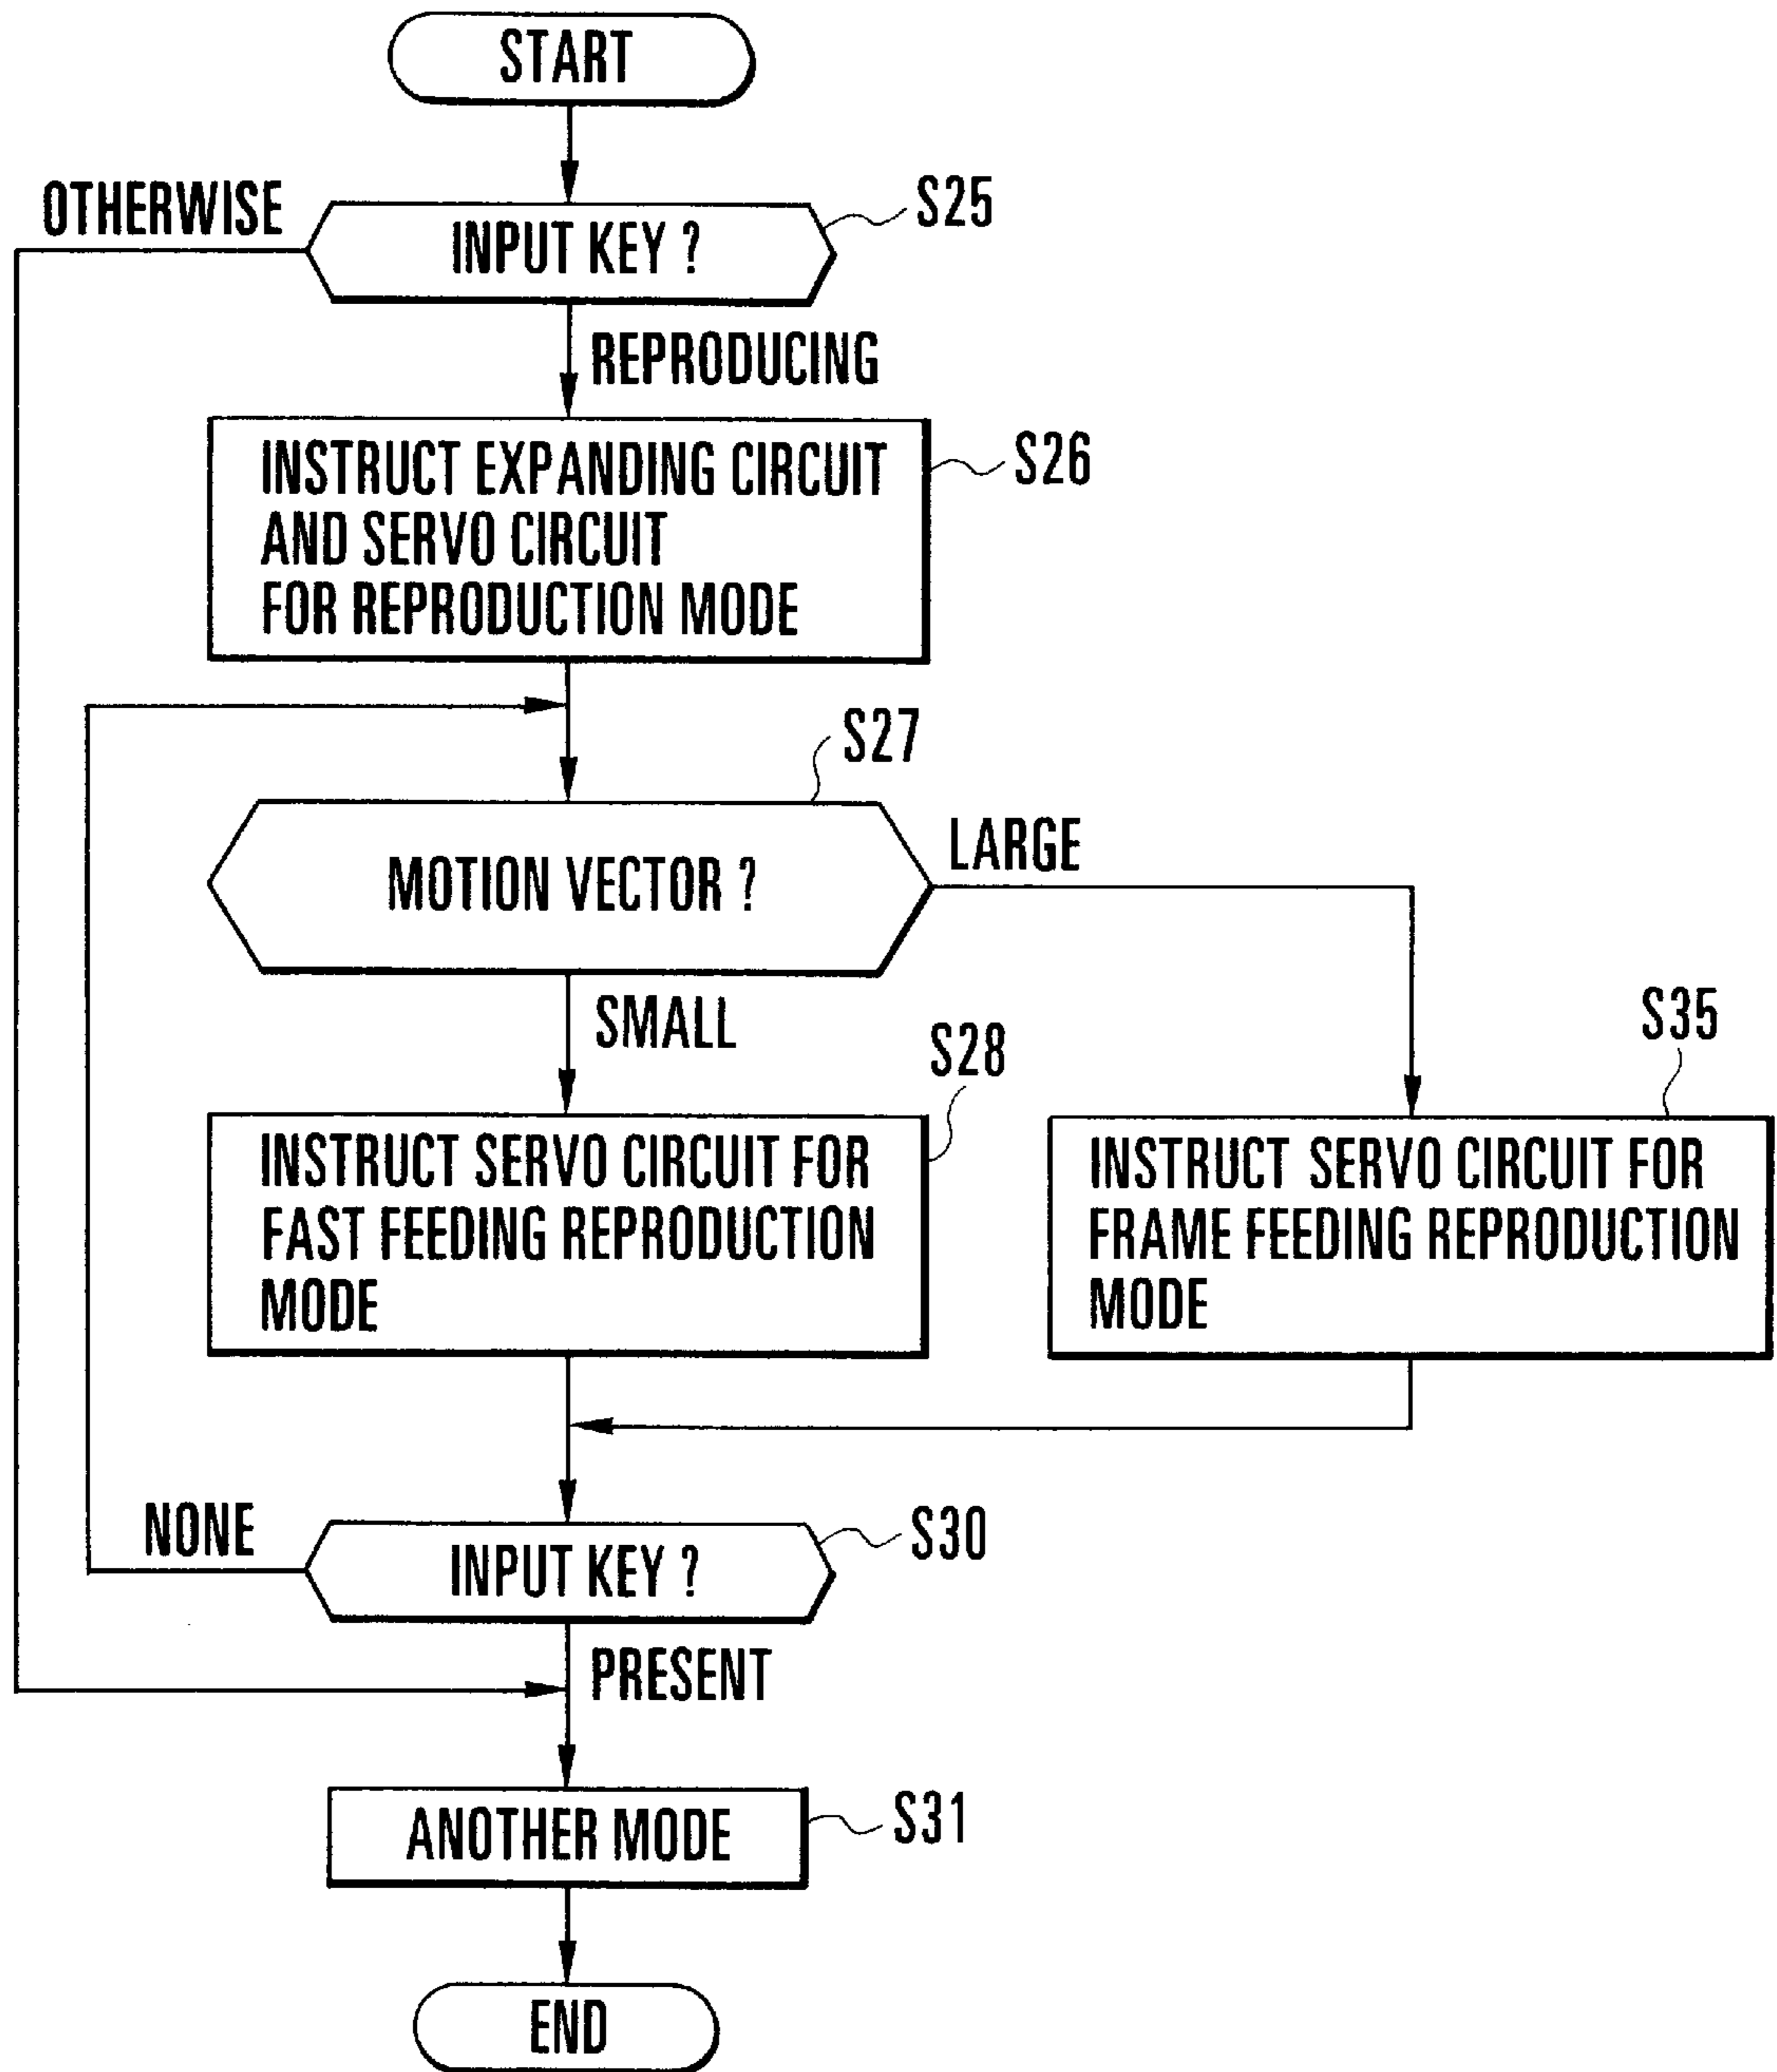 START
OTHERWISE
S25
INPUT KEY ?
REPRODUCING
S26
INSTRUCT EXPANDING CIRCUIT
AND SERVO CIRCUIT
FOR REPRODUCTION MODE
S27
LARGE
MOTION VECTOR ?
SMALL
S28
S35
INSTRUCT SERVO CIRCUIT FOR
FAST FEEDING REPRODUCTION
MODE
INSTRUCT SERVO CIRCUIT FOR
FRAME FEEDING REPRODUCTION
MODE
NONE
S30
INPUT KEY ?
PRESENT
S31
ANOTHER MODE
END